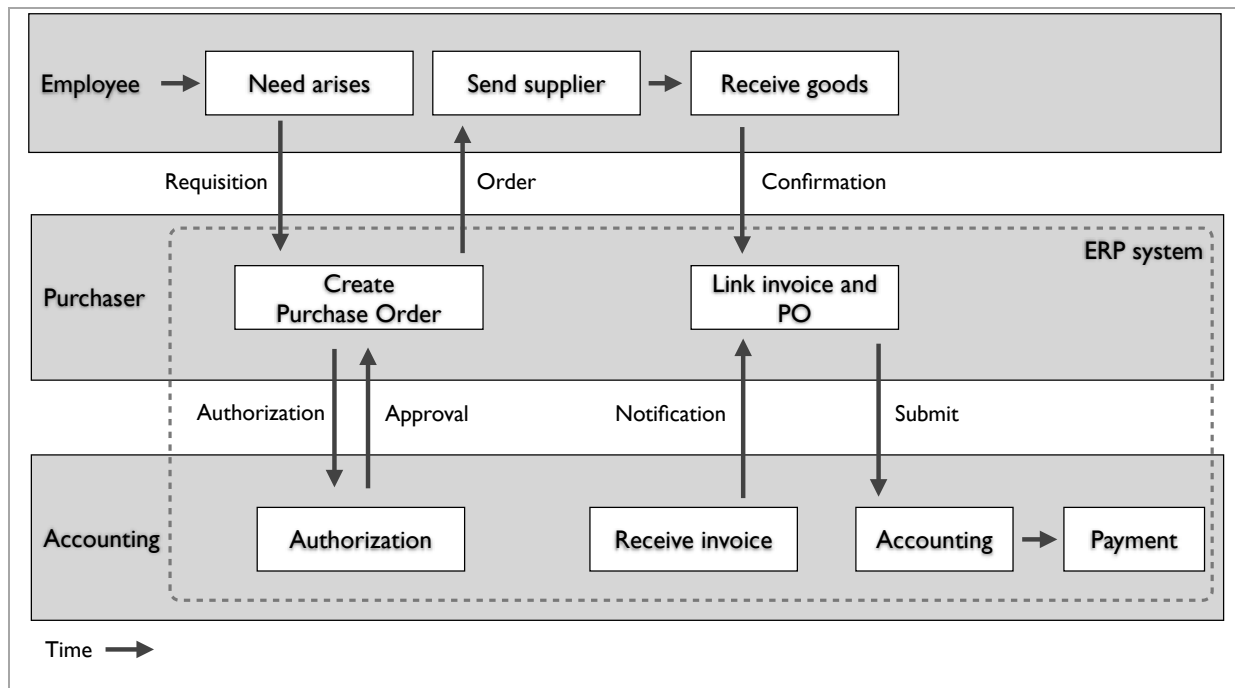 Employee
Need arises
Send supplier
Receive goods
Requisition
Order
Confirmation
ERP system
Purchaser
Create
Purchase Order
Link invoice and
PO
Authorization
Approval
Notification
Submit
Accounting
Authorization
Receive invoice
Accounting
Payment
Time